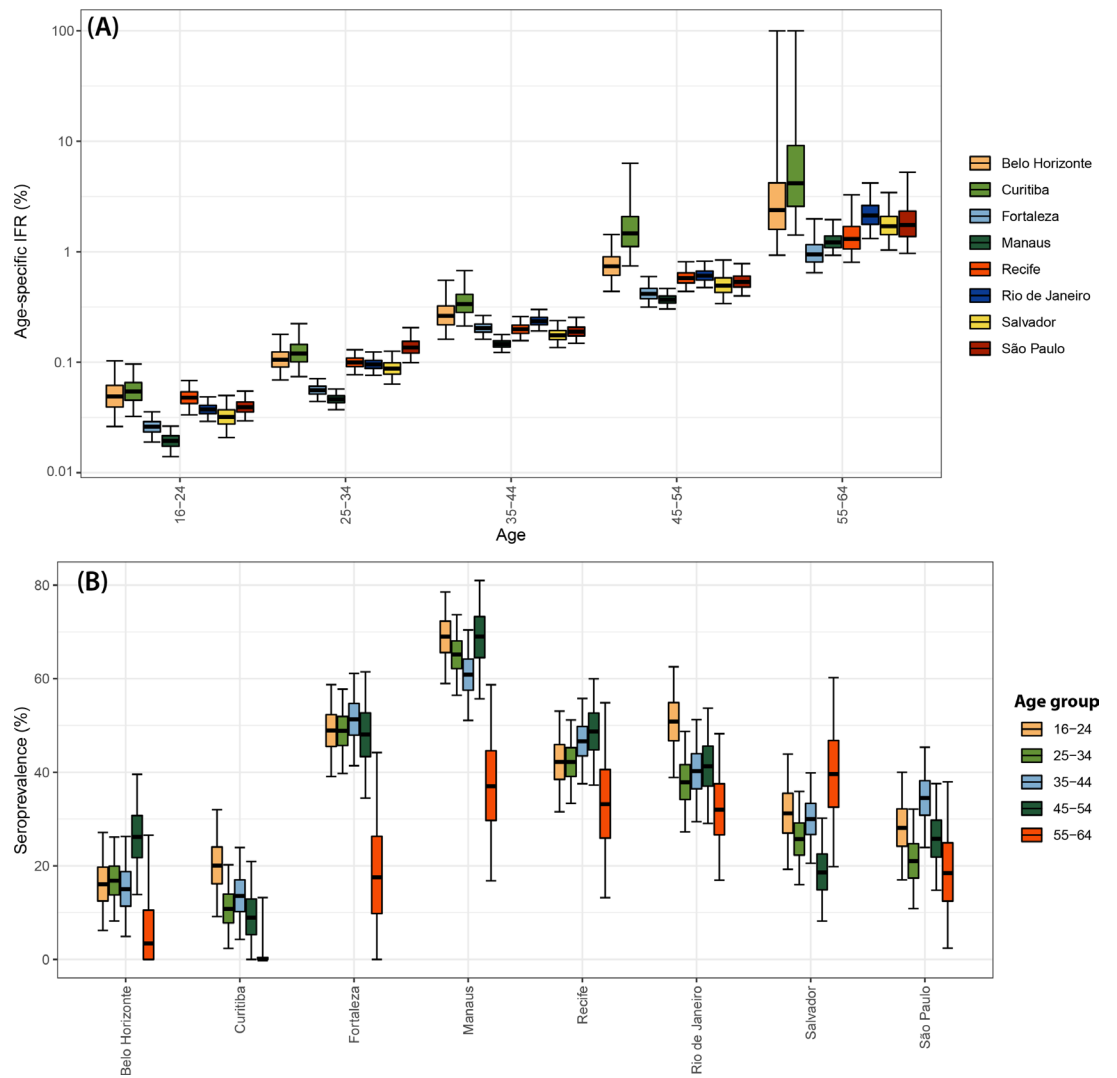 (A)
100
10
1
0.1
0.01
Age-specific IFR (%)
16−24
25−34
35−44
45−54
55−64
Age
Belo Horizonte
Curitiba
Fortaleza
Manaus
Recife
Rio de Janeiro
Salvador
São Paulo
(B)
80
60
40
20
0
Seroprevalence (%)
Belo Horizonte
Curitiba
Fortaleza
Manaus
Recife
Rio de Janeiro
Salvador
São Paulo
Age group
16−24
25−34
35−44
45−54
55−64